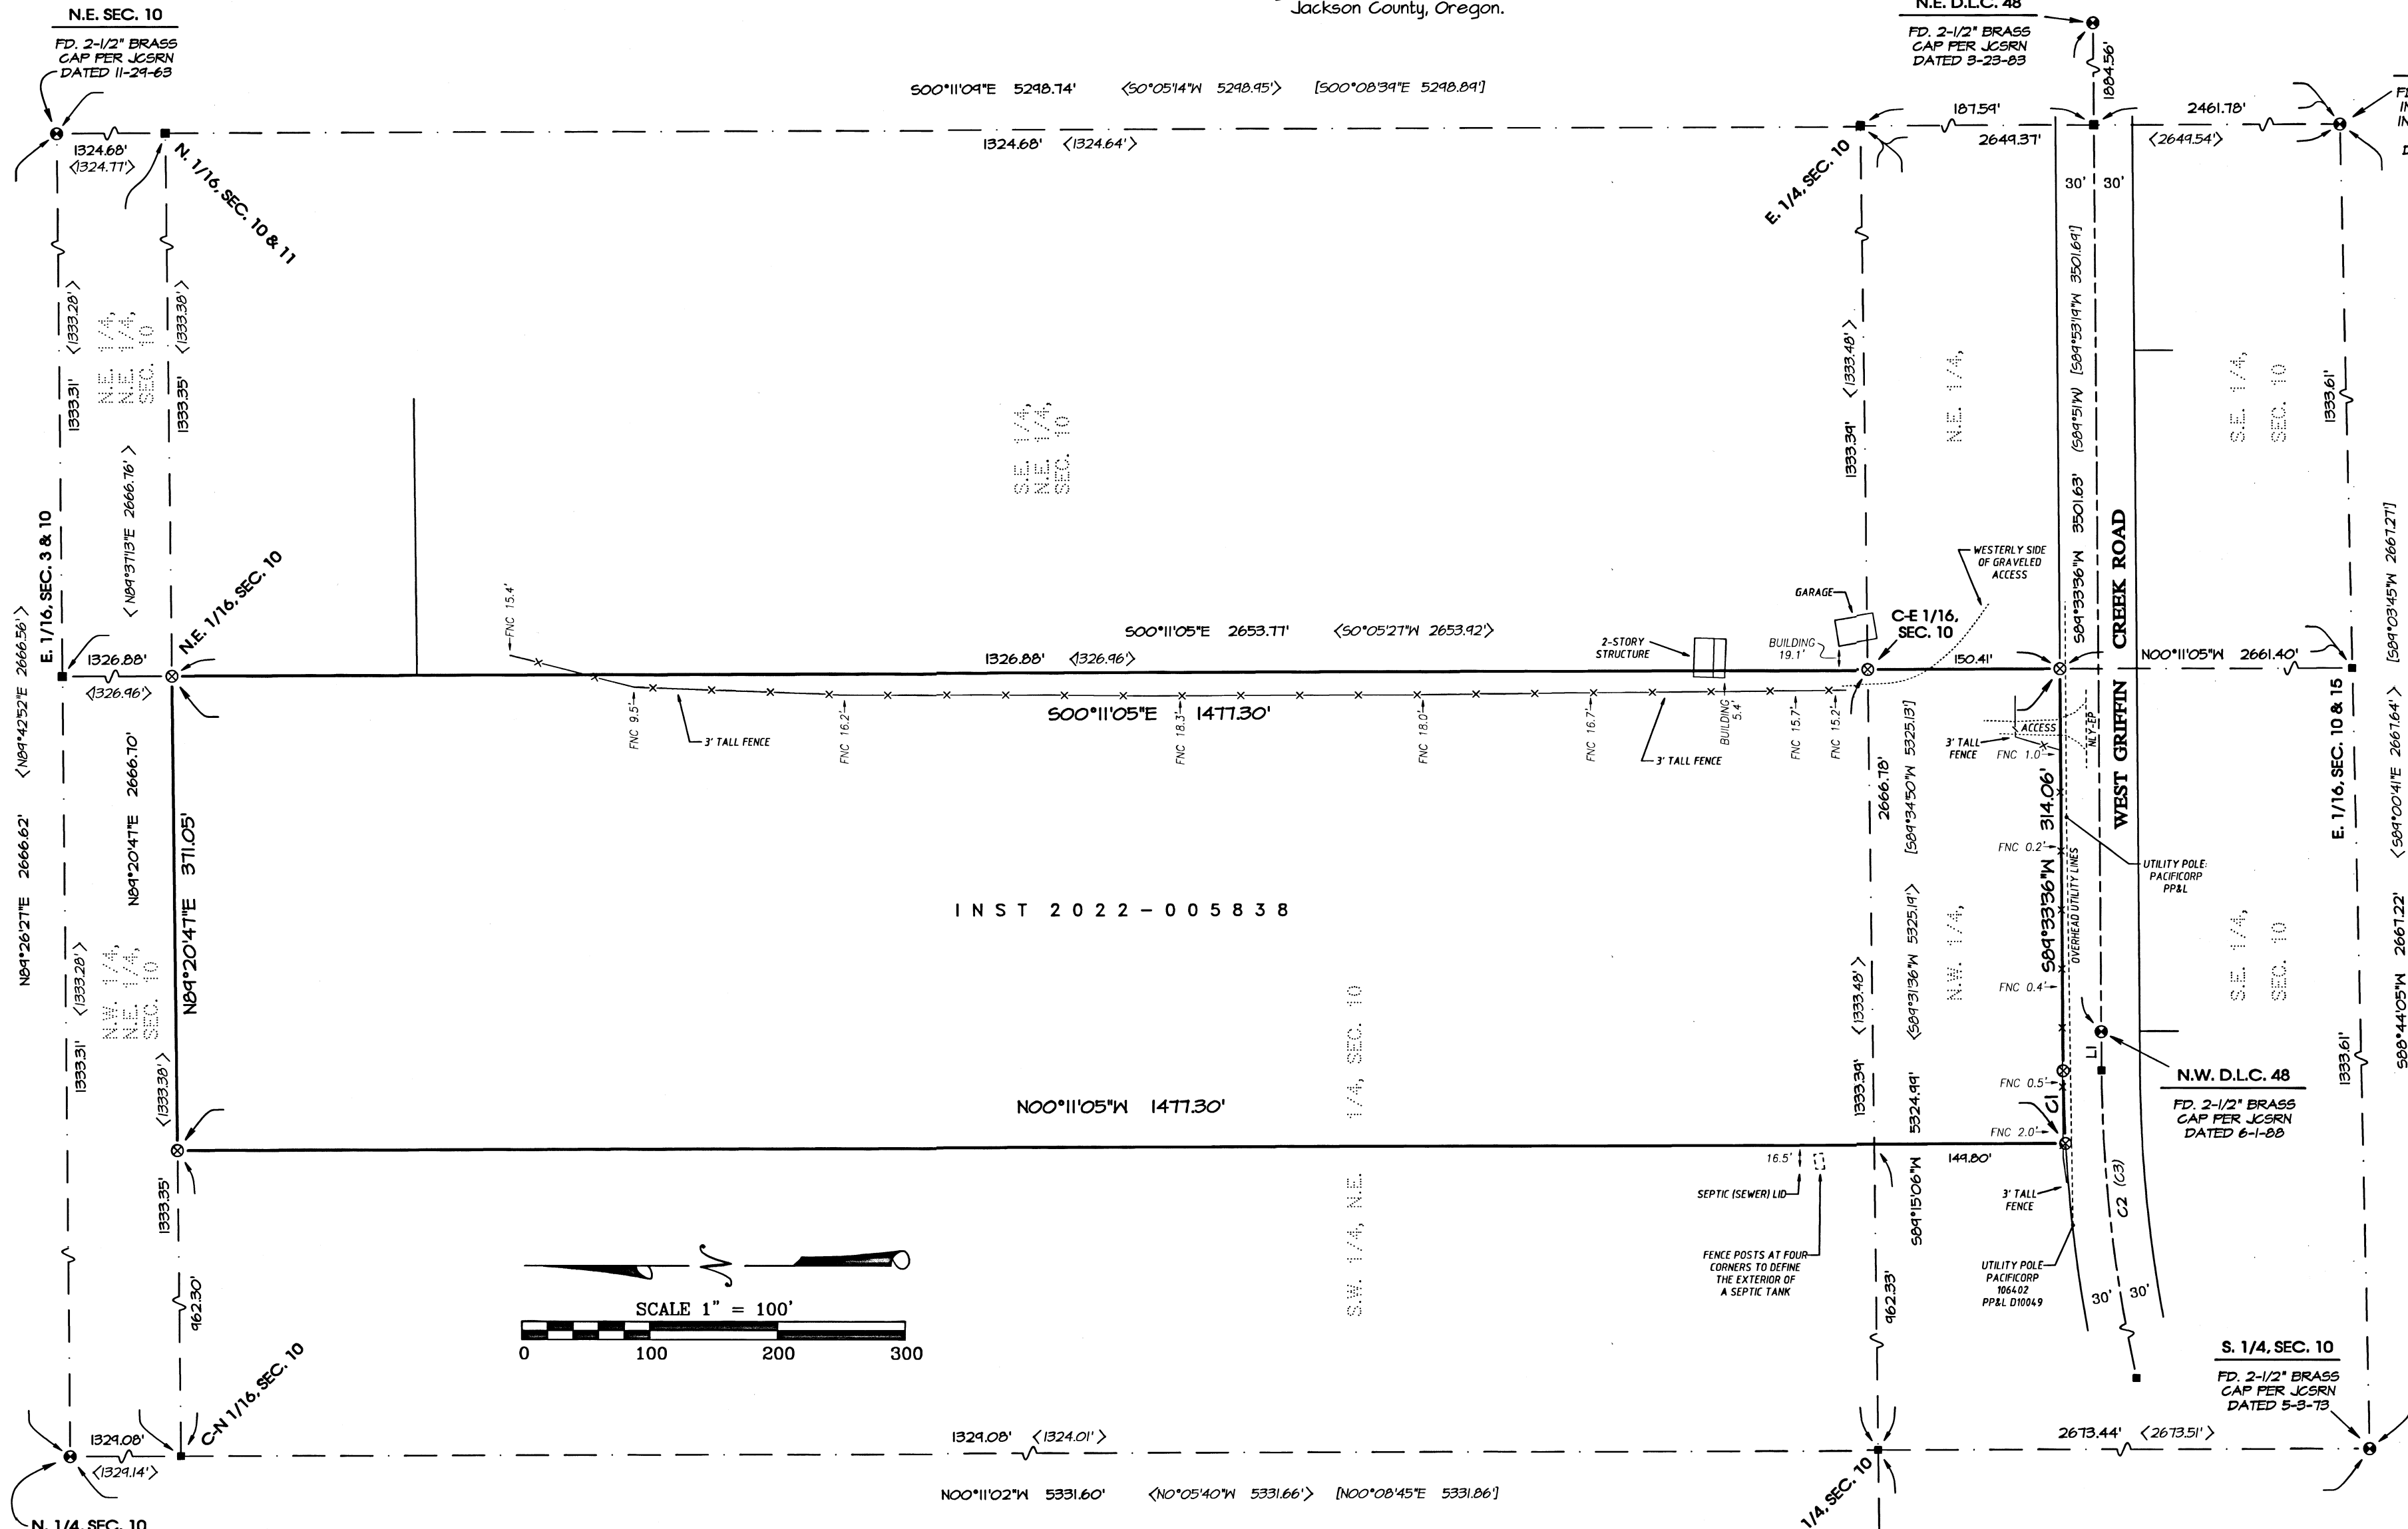 Jackson County, Oregon.
N.E. SEC. 10
FD. 2-1/2" BRASS
CAP PER JCSRN
DATED 11-29-63
N.E. D.L.C. 48
FD. 2-1/2" BRASS
CAP PER JCSRN
DATED 3-23-83
1884.56'
S00°11'09"E 5298.74' <S0°05'14"W 5298.95'> [S00°08'39"E 5298.89']
1324.68'
<1324.77'>
N. 1/16, SEC. 10 & 11
1324.68' <1324.64'>
E. 1/4, SEC. 10
187.59'
2461.78'
2649.37'
<2649.54'>
30' 30'
1333.31' <1333.28'>
N.E. 1/4,
N.E. 1/4,
SEC. 10
1333.35' <1333.38'>
S.E. 1/4,
N.E. 1/4,
SEC. 10
1333.39' <1333.48'>
N.E. 1/4,
S89°33'36"W 3501.63' (S89°51'W) [S89°53'19"W 3501.69']
WEST GRIFFIN CREEK ROAD
S.E. 1/4,
SEC. 10
1333.61'
<N89°42'52"E 2666.56'>
N89°26'27"E 2666.62'
E. 1/16, SEC. 3 & 10
<N89°37'13"E 2666.76'>
N89°20'47"E 2666.70'
N.E. 1/16, SEC. 10
1326.88'
<1326.96'>
FNC 15.4'
S00°11'05"E 2653.77' <S0°05'27"W 2653.92'>
1326.88' <1326.96'>
GARAGE
2-STORY
STRUCTURE
BUILDING
19.1'
C-E 1/16,
SEC. 10
WESTERLY SIDE
OF GRAVELED
ACCESS
150.41'
N00°11'05"W 2661.40'
E. 1/16, SEC. 10 & 15
S00°11'05"E 1477.30'
FNC 9.5'
3' TALL FENCE
FNC 16.2'
FNC 18.3'
FNC 18.0'
FNC 16.7'
3' TALL FENCE
BUILDING
5.4'
FNC 15.7'
FNC 15.2'
ACCESS
NLY-EP
3' TALL
FENCE
FNC 1.0'
N89°20'47"E 371.05'
INST 2022-005838
2666.78'
[S89°34'50"W 5325.13']
<S89°31'36"W 5325.19'>
S89°15'06"W 5324.99'
S89°33'36"W 314.06'
FNC 0.2'
OVERHEAD UTILITY LINES
UTILITY POLE:
PACIFICORP
PP&L
FNC 0.4'
N.W. 1/4,
N.E. 1/4,
SEC. 10
1333.31' <1333.28'>
<1333.38'>
1333.35'
S.W. 1/4, N.E. 1/4, SEC. 10
1333.39' <1333.48'>
N.W. 1/4,
S.E. 1/4,
SEC. 10
1333.61'
[S89°03'45"W 2667.27']
<S89°00'41"E 2667.64'>
S88°44'05"W 2667.22'
L1
N.W. D.L.C. 48
FD. 2-1/2" BRASS
CAP PER JCSRN
DATED 6-1-88
FNC 0.5'
C1
FNC 2.0'
N00°11'05"W 1477.30'
149.80'
16.5'
SEPTIC (SEWER) LID
FENCE POSTS AT FOUR
CORNERS TO DEFINE
THE EXTERIOR OF
A SEPTIC TANK
3' TALL
FENCE
C2 (C3)
UTILITY POLE
PACIFICORP
106402
PP&L D10049
30' 30'
N
SCALE 1" = 100'
0 100 200 300
962.30'
962.33'
C-N 1/16, SEC. 10
1329.08'
<1329.14'>
1329.08' <1324.01'>
N00°11'02"W 5331.60' <N0°05'40"W 5331.66'> [N00°08'45"E 5331.86']
1/4, SEC. 10
2673.44' <2673.51'>
S. 1/4, SEC. 10
FD. 2-1/2" BRASS
CAP PER JCSRN
DATED 5-3-73
N. 1/4, SEC. 10